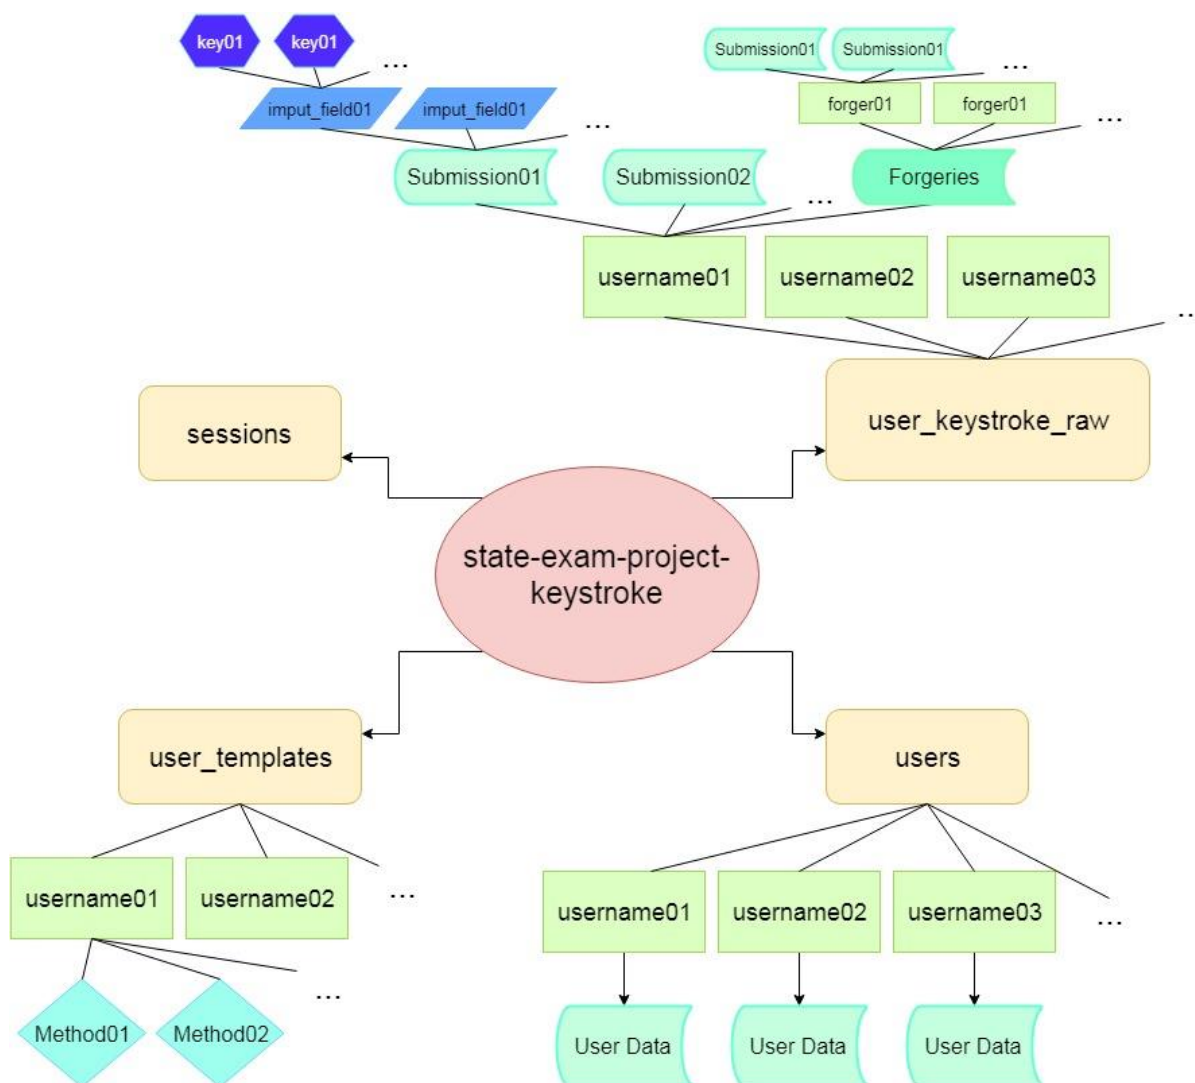 key01
key01
...
Submission01
Submission01
...
imput_field01
imput_field01
...
forger01
forger01
...
Submission01
Submission02
...
Forgeries
username01
username02
username03
..
sessions
user_keystroke_raw
state-exam-project-
keystroke
user_templates
users
username01
username02
...
username01
username02
username03
...
Method01
Method02
...
User Data
User Data
User Data